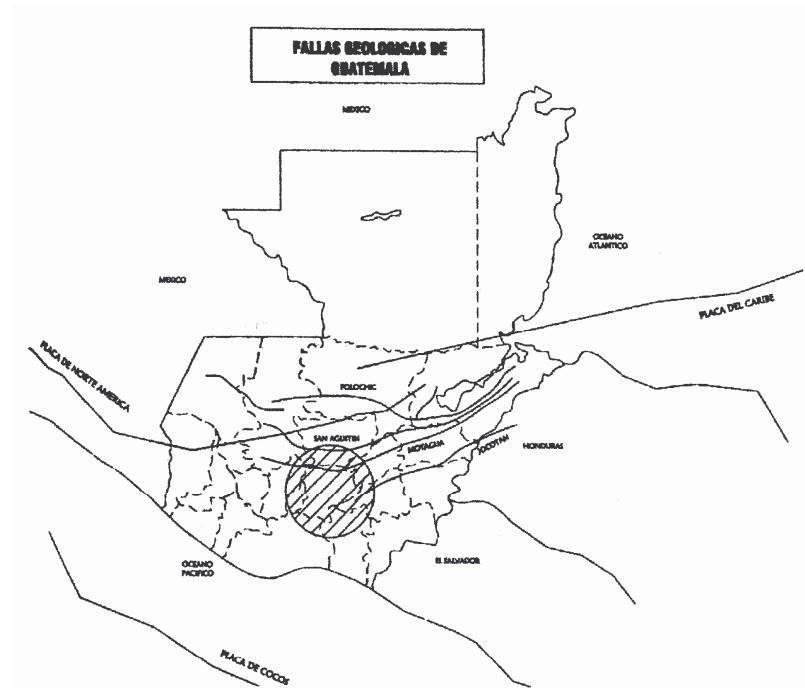 FALLAS GEOLOGICAS DE
GUATEMALA
MEXICO
OCEANO
ATLANTICO
MEXICO
PLACA DEL CARIBE
PLACA DE NORTE AMERICA
POLOCHIC
SAN AGUSTIN
MOTAGUA
JOCOTAN
HONDURAS
OCEANO
PACIFICO
EL SALVADOR
PLACA DE COCOS